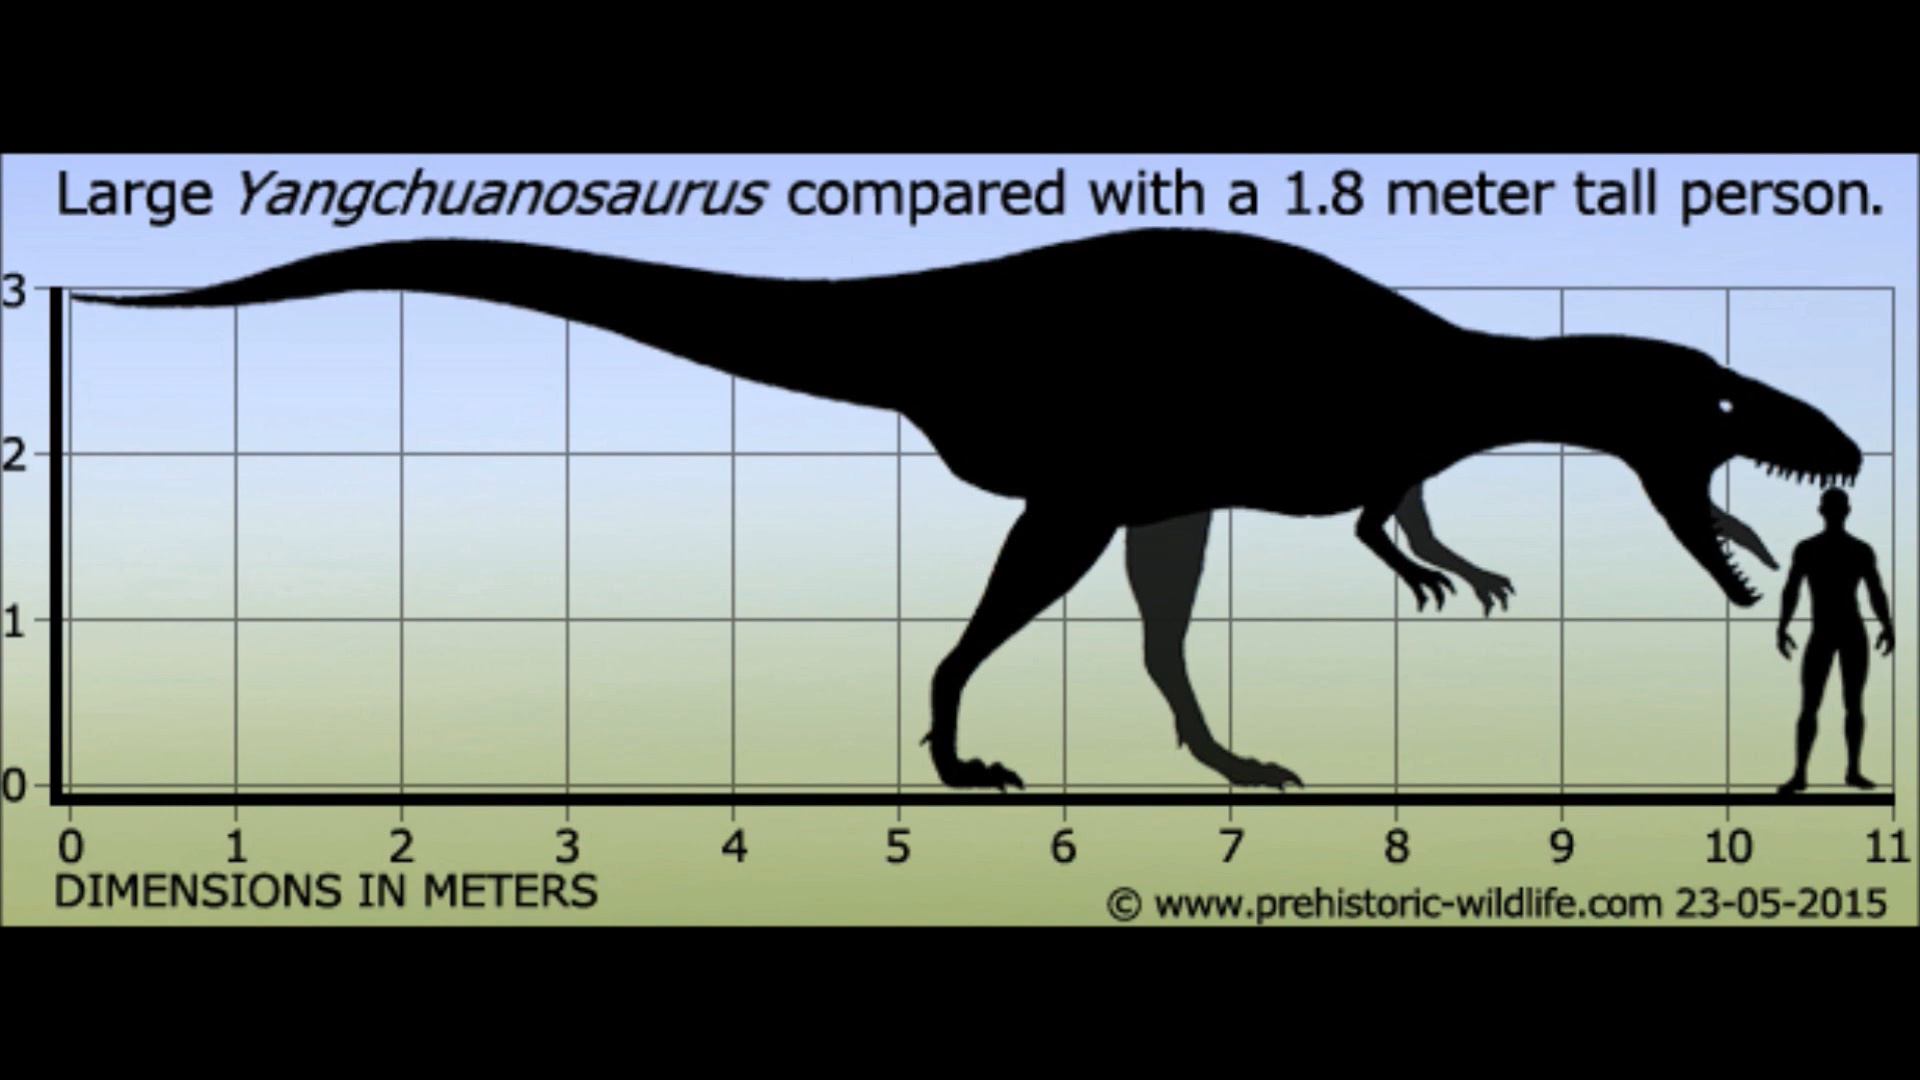 Large Yangchuanosaurus compared with a 1.8 meter tall person.
3
2
1
0
0 1 2 3 4 5 6 7 8 9 10 11
DIMENSIONS IN METERS
© www.prehistoric-wildlife.com 23-05-2015